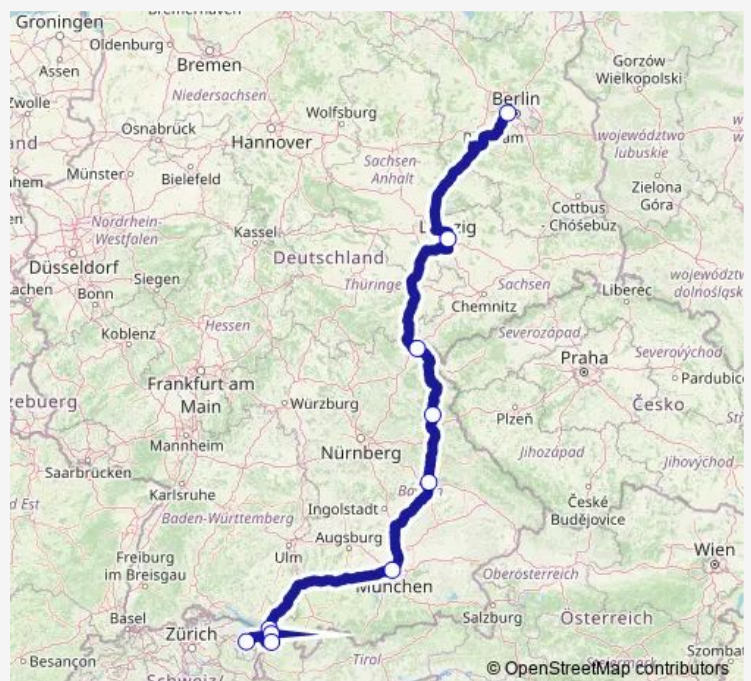 Groningen
Bremerhaven
Oldenburg
Bremen
Assen
Niedersachsen
Zwolle
Gorzów
Wielkopolski
Berlin
Wolfsburg
Osnabrück
Hannover
województwo
lubuskie
Sachsen-
Anhalt
Münster
Bielefeld
Zielona
Góra
Cottbus
- Chóśebuz
Nordrhein-
Westfalen
Kassel
Deutschland
Düsseldorf
Siegen
Bonn
Sachsen
Liberec
województw
dolnośląsk
Chemnitz
Koblenz
Hessen
Severozápad
Praha
Severovýchod
Pardubice
Frankfurt am
Main
Würzburg
Česko
Plzeň
Mannheim
Nürnberg
Jihozápad
Jihovýchod
Saarbrücken
Karlsruhe
Ingolstadt
České
Budějovice
Baden-Württemberg
Augsburg
Ulm
Freiburg
im Breisgau
München
Oberösterreich
Wien
Basel
Zürich
Salzburg
Österreich
Besançon
Tirol
© OpenStreetMap contributors